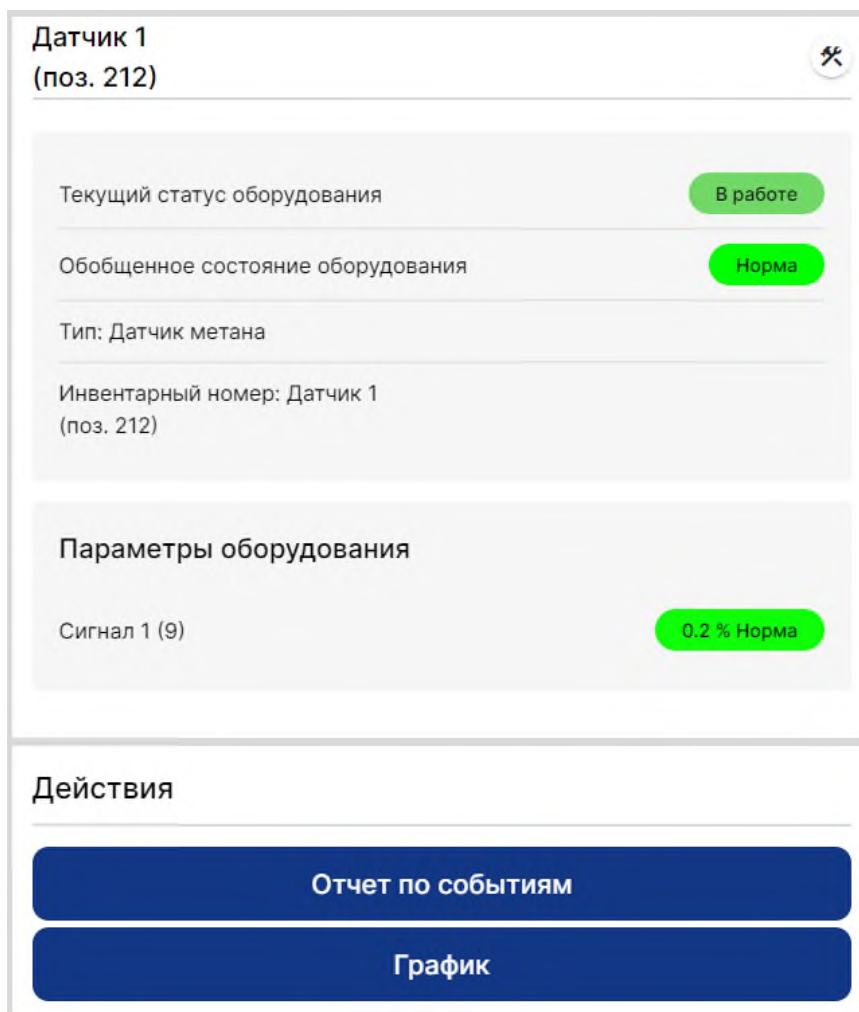 Датчик 1
(поз. 212)
Текущий статус оборудования
В работе
Обобщенное состояние оборудования
Норма
Тип: Датчик метана
Инвентарный номер: Датчик 1
(поз. 212)
Параметры оборудования
Сигнал 1 (9)
0.2 % Норма
Действия
Отчет по событиям
График